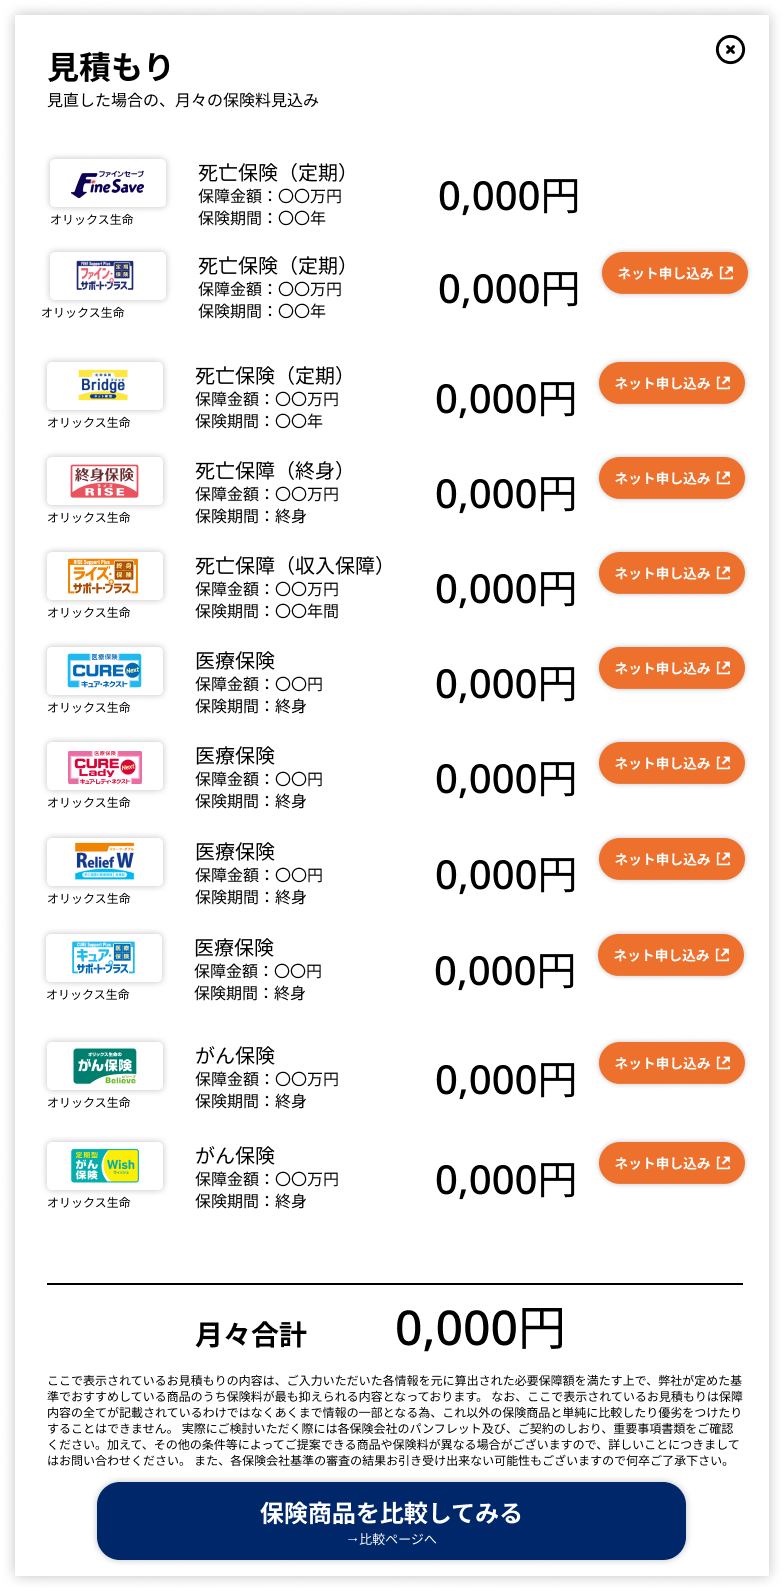 見積もり
見直した場合の、月々の保険料見込み
ファインセーブ
FineSave
オリックス生命
死亡保険（定期）
保障金額：〇〇万円
保険期間：〇〇年
0,000円
FINE Support Plus
定期保険
ファイン・サポート・プラス
オリックス生命
死亡保険（定期）
保障金額：〇〇万円
保険期間：〇〇年
0,000円
ネット申し込み
Bridge
オリックス生命
死亡保険（定期）
保障金額：〇〇万円
保険期間：〇〇年
0,000円
ネット申し込み
終身保険
RISE
オリックス生命
死亡保障（終身）
保障金額：〇〇万円
保険期間：終身
0,000円
ネット申し込み
RISE Support Plus
終身保険
ライズ・サポート・プラス
オリックス生命
死亡保障（収入保障）
保障金額：〇〇万円
保険期間：〇〇年間
0,000円
ネット申し込み
医療保険
CURE Next
キュア・ネクスト
オリックス生命
医療保険
保障金額：〇〇円
保険期間：終身
0,000円
ネット申し込み
医療保険
CURE Lady Next
キュア・レディ・ネクスト
オリックス生命
医療保険
保障金額：〇〇円
保険期間：終身
0,000円
ネット申し込み
Relief W
オリックス生命
医療保険
保障金額：〇〇円
保険期間：終身
0,000円
ネット申し込み
CURE Support Plus
医療保険
キュア・サポート・プラス
オリックス生命
医療保険
保障金額：〇〇円
保険期間：終身
0,000円
ネット申し込み
オリックス生命の
がん保険
Believe
オリックス生命
がん保険
保障金額：〇〇万円
保険期間：終身
0,000円
ネット申し込み
定期型
がん保険
Wish
オリックス生命
がん保険
保障金額：〇〇万円
保険期間：終身
0,000円
ネット申し込み
月々合計
0,000円
ここで表示されているお見積もりの内容は、ご入力いただいた各情報を元に算出された必要保障額を満たす上で、弊社が定めた基
準でおすすめしている商品のうち保険料が最も抑えられる内容となっております。 なお、ここで表示されているお見積もりは保障
内容の全てが記載されているわけではなくあくまで情報の一部となる為、これ以外の保険商品と単純に比較したり優劣をつけたり
することはできません。 実際にご検討いただく際には各保険会社のパンフレット及び、ご契約のしおり、重要事項書類をご確認
ください。加えて、その他の条件等によってご提案できる商品や保険料が異なる場合がございますので、詳しいことにつきまして
はお問い合わせください。 また、各保険会社基準の審査の結果お引き受け出来ない可能性もございますので何卒ご了承下さい。
保険商品を比較してみる
→比較ページへ